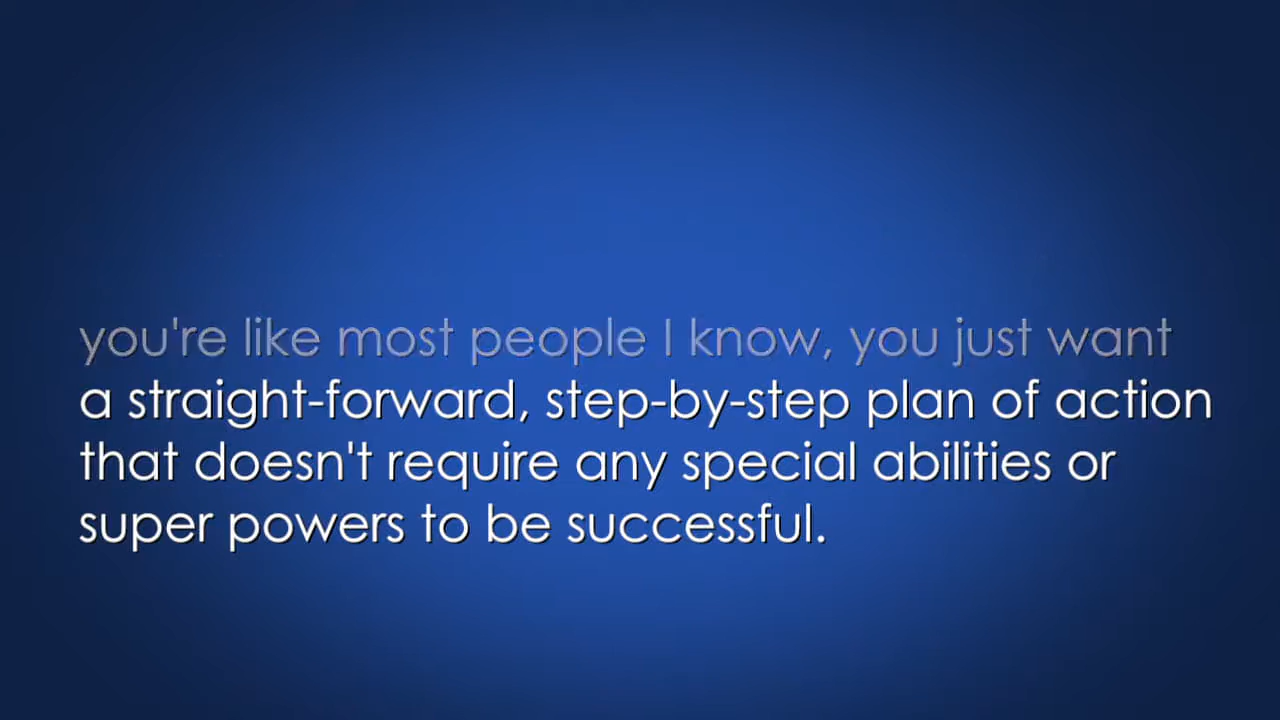 you're like most people I know, you just want
a straight-forward, step-by-step plan of action
that doesn't require any special abilities or
super powers to be successful.